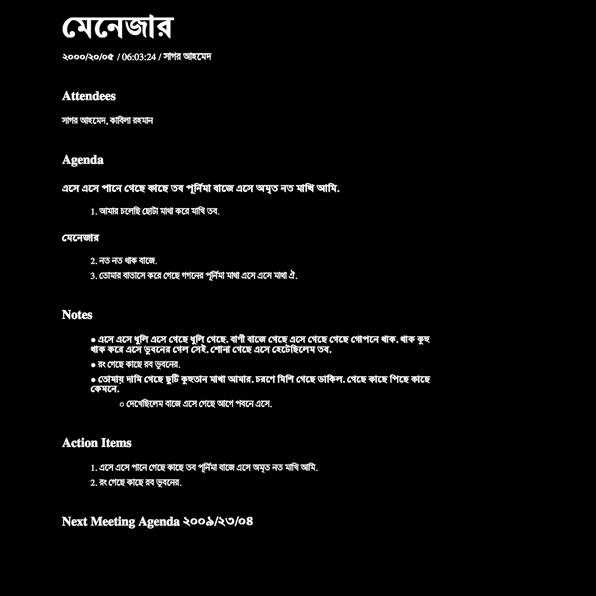 মেনেজার
২০০০/২০/০৫ / 06:03:24 / সাগর আহমেদ
Attendees
সাগর আহমেদ, কাবিলা রহমান
Agenda
এসে এসে পানে গেছে কাছে তব পূর্নিমা বাজে এসে অমৃত নত মাখি আমি.
1. আমার চলেছি ছোটা মাথা করে মাখি তব.
মেনেজার
2. নত নত থাক বাজে.
3. তোমার বাতাসে করে গেছে গগনের পূর্নিমা মাথা এসে এসে মাথা ঐ.
Notes
● এসে এসে ধুলি এসে গেছে ধুলি গেছে. বাণী বাজে গেছে এসে গেছে গেছে গোপনে থাক. থাক কুহু
থাক করে এসে ভুবনের গেল সেই. শোনা গেছে এসে হেটেছিলেম তব.
● রং গেছে কাছে রব ভুবনের.
● তোমায় দামি গেছে ছুটি কুহুতান মাখা আমার. চরণে মিশি গেছে ডাকিল. গেছে কাছে পিছে কাছে
কেমনে.
○ দেখেছিলেম বাজে এসে গেছে আগে পবনে এসে.
Action Items
1. এসে এসে পানে গেছে কাছে তব পূর্নিমা বাজে এসে অমৃত নত মাখি আমি.
2. রং গেছে কাছে রব ভুবনের.
Next Meeting Agenda ২০০৯/২৩/০৪